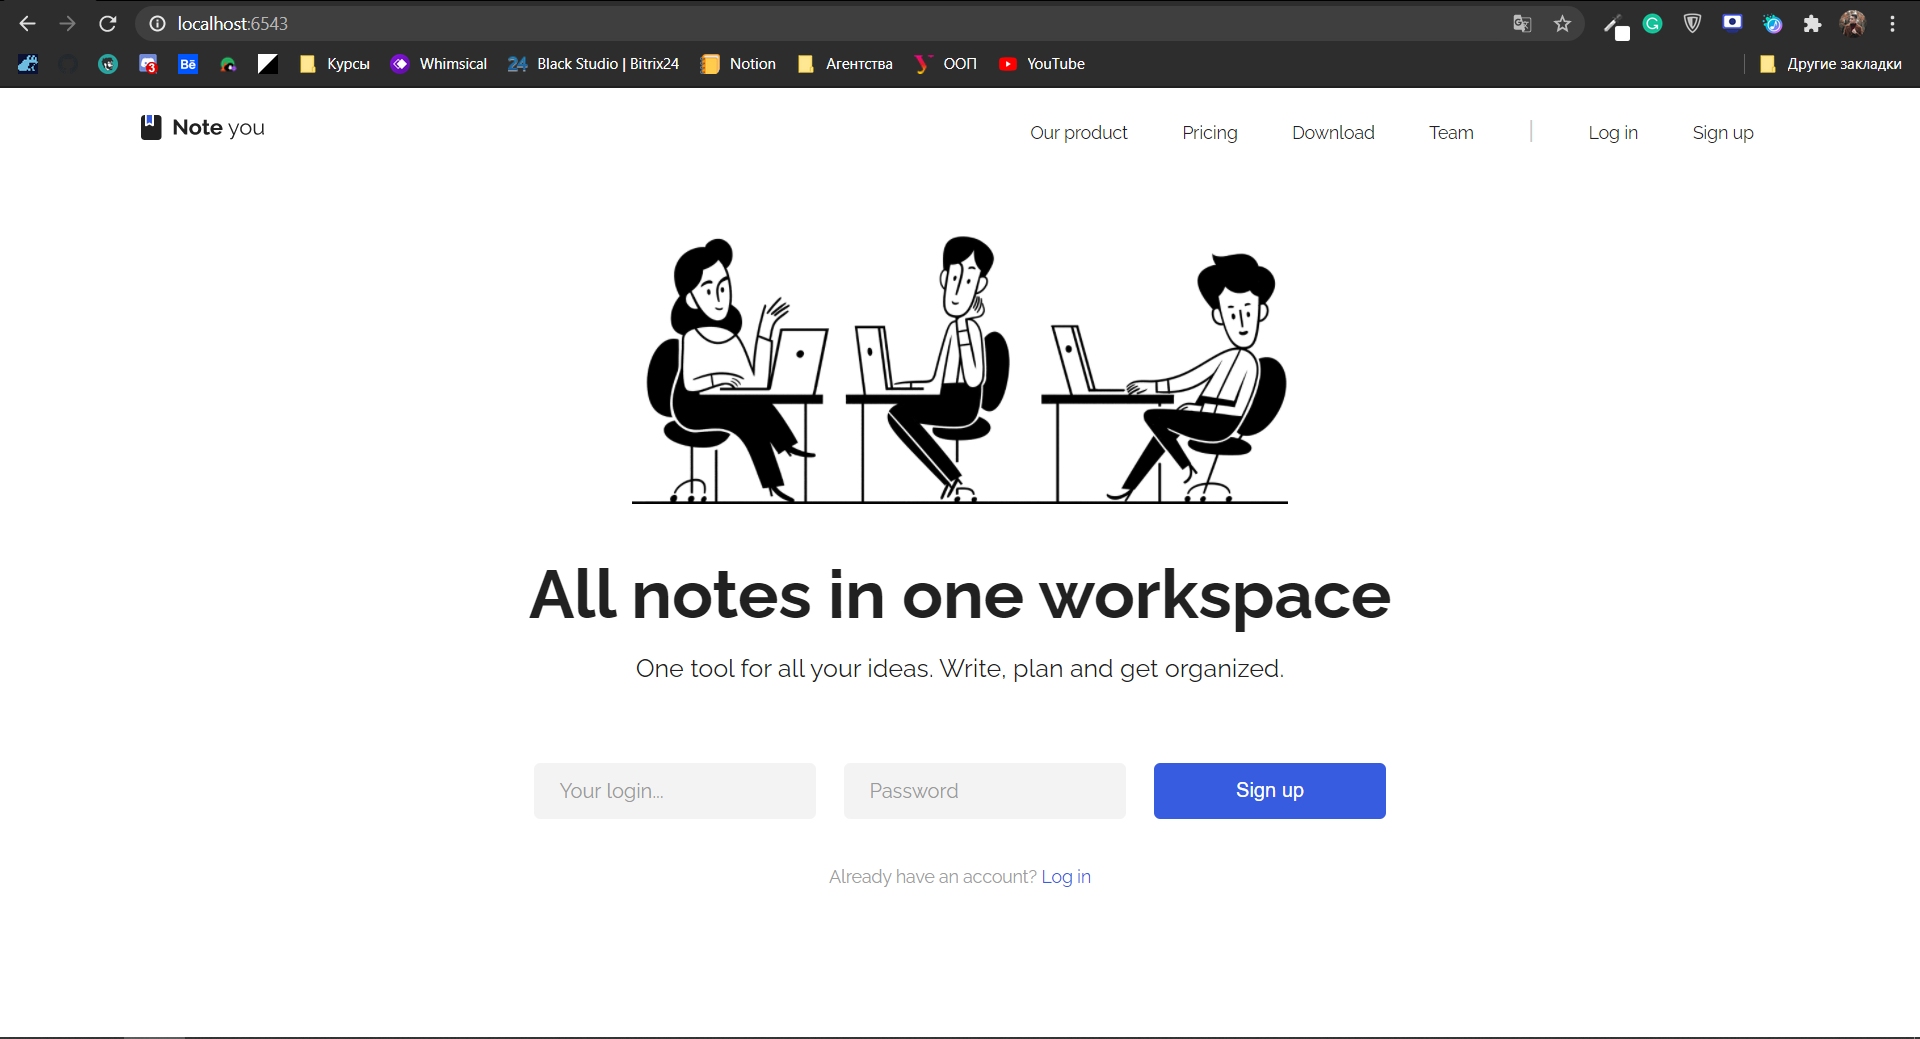 localhost:6543
Bē Курсы Whimsical 24 Black Studio | Bitrix24 Notion Агентства ООП YouTube Другие закладки
3
Note you
Our product Pricing Download Team | Log in Sign up
All notes in one workspace
One tool for all your ideas. Write, plan and get organized.
Your login... Password Sign up
Already have an account? Log in